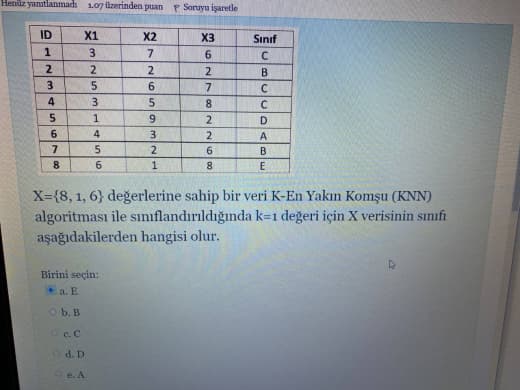 Henüz yanıtlanmadı 1.07 üzerinden puan Soruyu işaretle
ID X1 X2 X3 Sınıf
1 3 7 6 C
2 2 2 2 B
3 5 6 7 C
4 3 5 8 C
5 1 9 2 D
6 4 3 2 A
7 5 2 6 B
8 6 1 8 E
X={8, 1, 6} değerlerine sahip bir veri K-En Yakın Komşu (KNN)
algoritması ile sınıflandırıldığında k=1 değeri için X verisinin sınıfı
aşağıdakilerden hangisi olur.
Birini seçin:
a. E
b. B
c. C
d. D
e. A